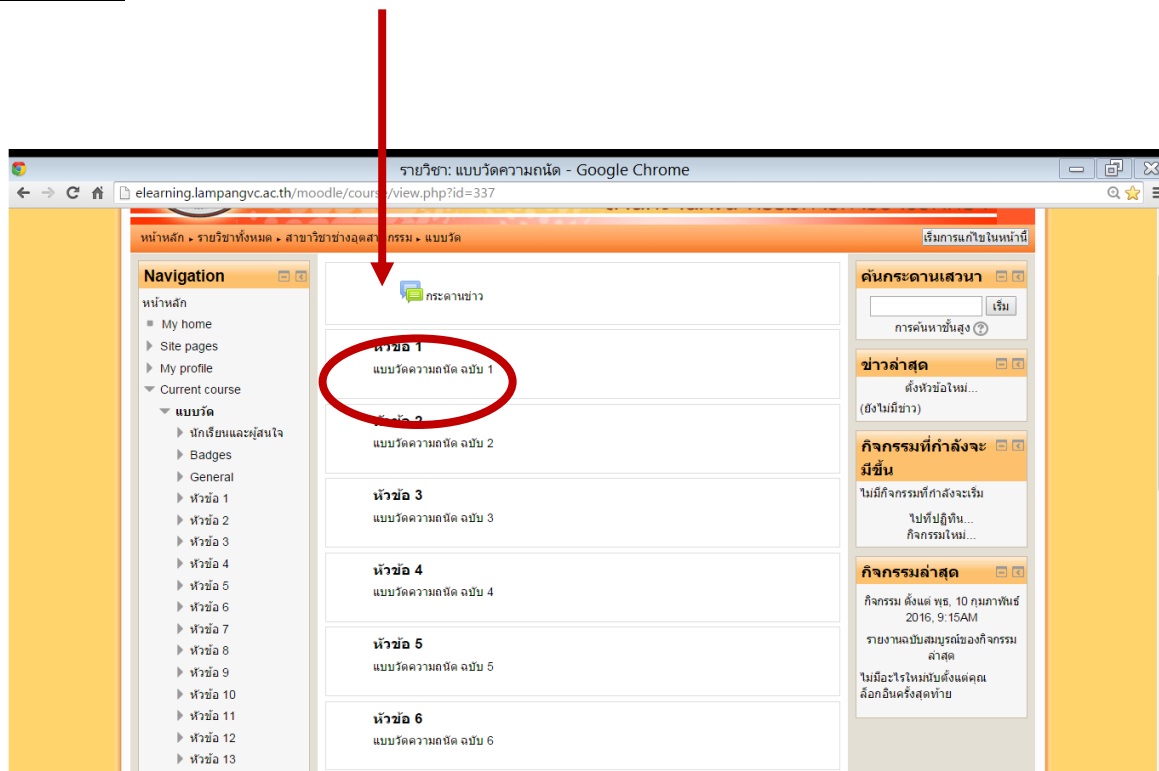 รายวิชา: แบบวัดความถนัด - Google Chrome
elearning.lampangvc.ac.th/moodle/course/view.php?id=337
หน้าหลัก ▸ รายวิชาทั้งหมด ▸ สาขาวิชาช่างอุตสาหกรรม ▸ แบบวัด
เริ่มการแก้ไขในหน้านี้
Navigation
หน้าหลัก
My home
Site pages
My profile
Current course
แบบวัด
นักเรียนและผู้สนใจ
Badges
General
หัวข้อ 1
หัวข้อ 2
หัวข้อ 3
หัวข้อ 4
หัวข้อ 5
หัวข้อ 6
หัวข้อ 7
หัวข้อ 8
หัวข้อ 9
หัวข้อ 10
หัวข้อ 11
หัวข้อ 12
หัวข้อ 13
กระดานข่าว
หัวข้อ 1
แบบวัดความถนัด ฉบับ 1
หัวข้อ 2
แบบวัดความถนัด ฉบับ 2
หัวข้อ 3
แบบวัดความถนัด ฉบับ 3
หัวข้อ 4
แบบวัดความถนัด ฉบับ 4
หัวข้อ 5
แบบวัดความถนัด ฉบับ 5
หัวข้อ 6
แบบวัดความถนัด ฉบับ 6
ค้นกระดานเสวนา
เริ่ม
การค้นหาขั้นสูง
ข่าวล่าสุด
ตั้งหัวข้อใหม่...
(ยังไม่มีข่าว)
กิจกรรมที่กำลังจะ
มีขึ้น
ไม่มีกิจกรรมที่กำลังจะเริ่ม
ไปที่ปฏิทิน...
กิจกรรมใหม่...
กิจกรรมล่าสุด
กิจกรรม ตั้งแต่ พุธ, 10 กุมภาพันธ์
2016, 9:15AM
รายงานฉบับสมบูรณ์ของกิจกรรม
ล่าสุด
ไม่มีอะไรใหม่นับตั้งแต่คุณ
ล็อกอินครั้งสุดท้าย